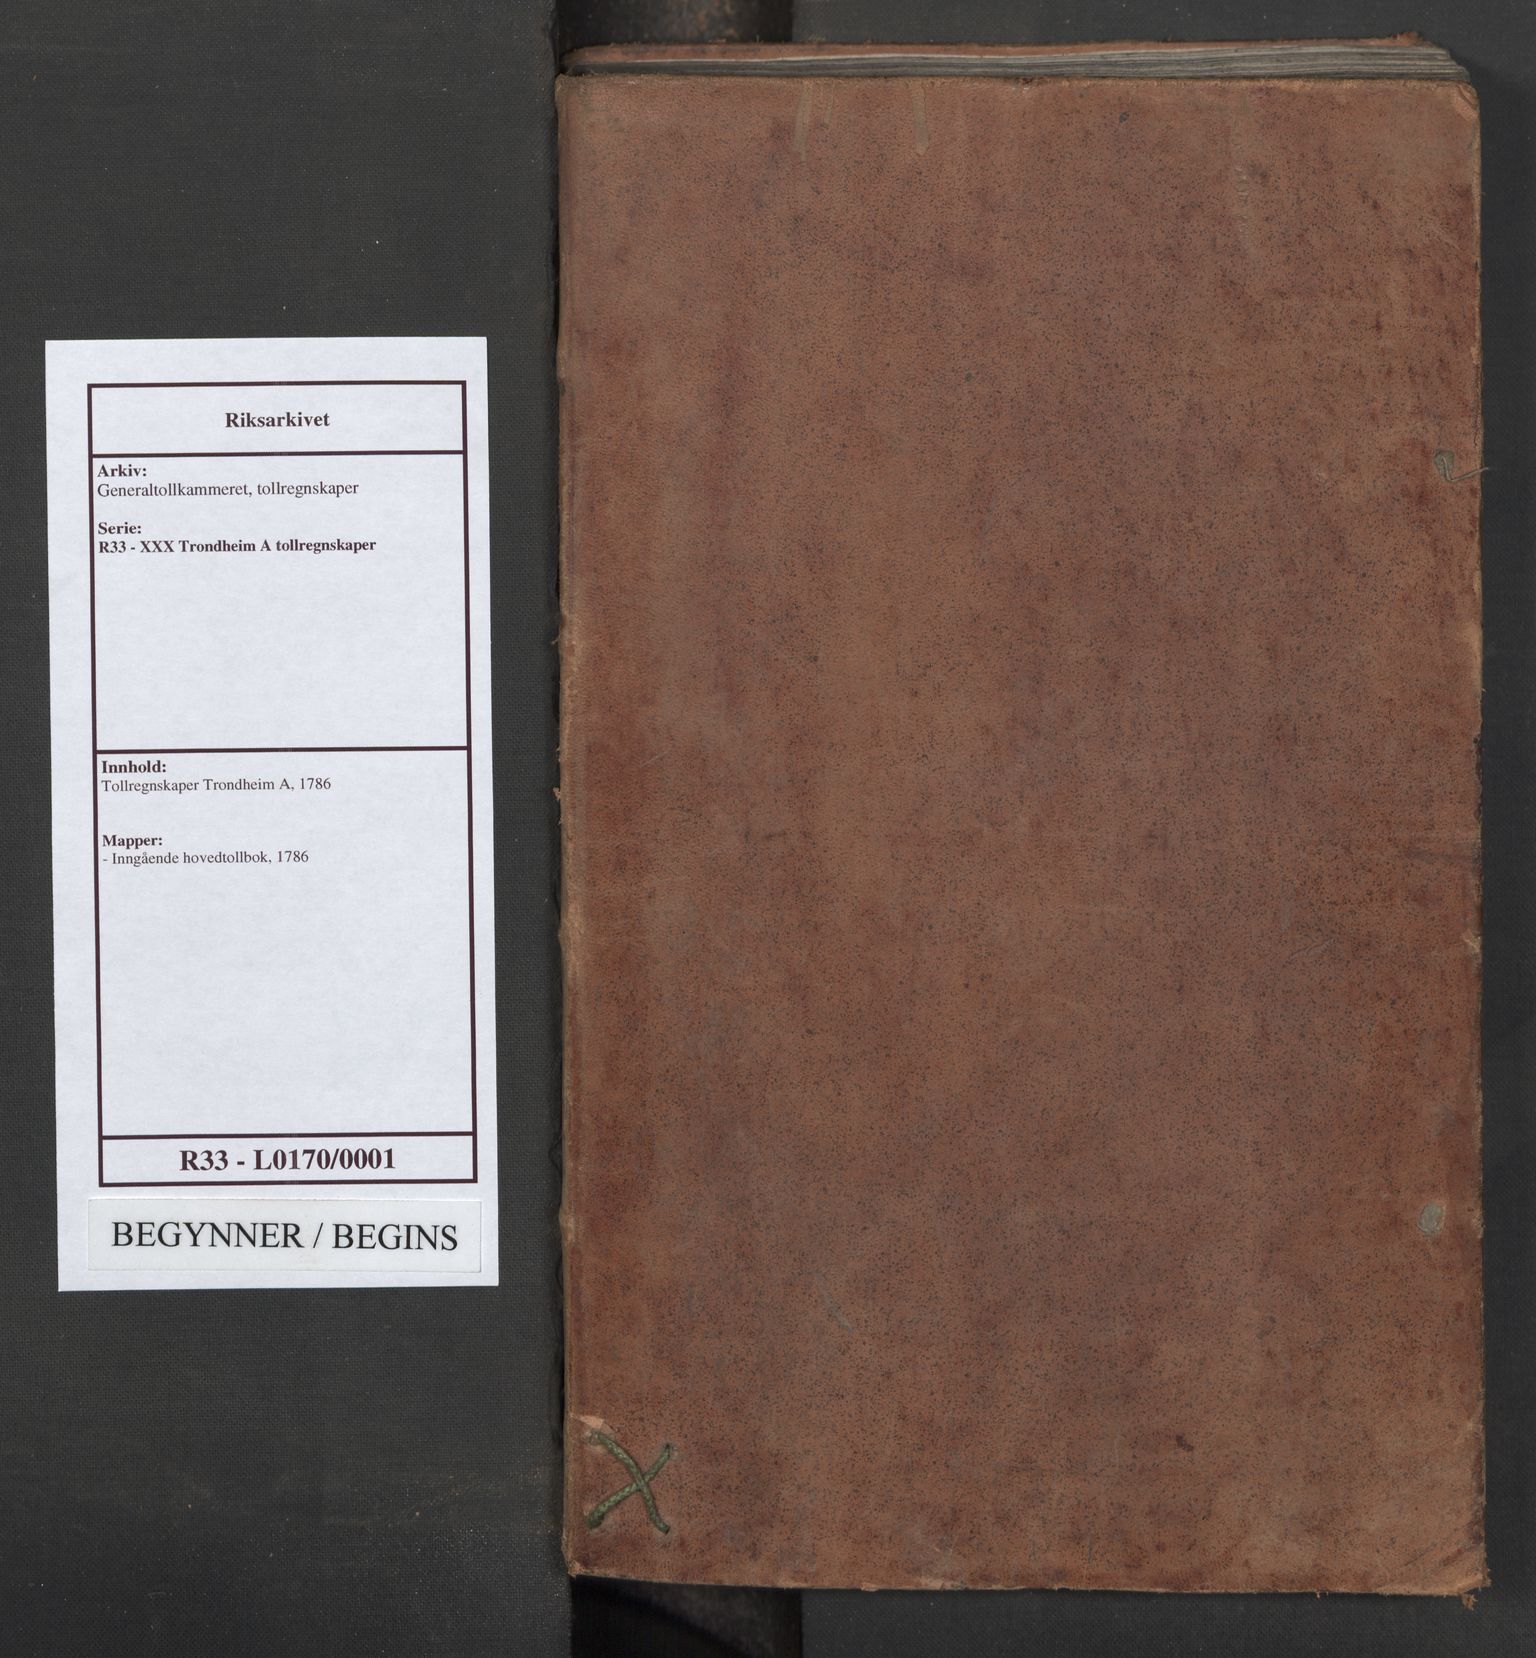 Riksarkivet
Arkiv:
Generaltollkammeret, tollregnskaper
Serie:
R33 - XXX Trondheim A tollregnskaper
Innhold:
Tollregnskaper Trondheim A, 1786
Mapper:
- Inngående hovedtollbok, 1786
R33 - L0170/0001
BEGYNNER / BEGINS